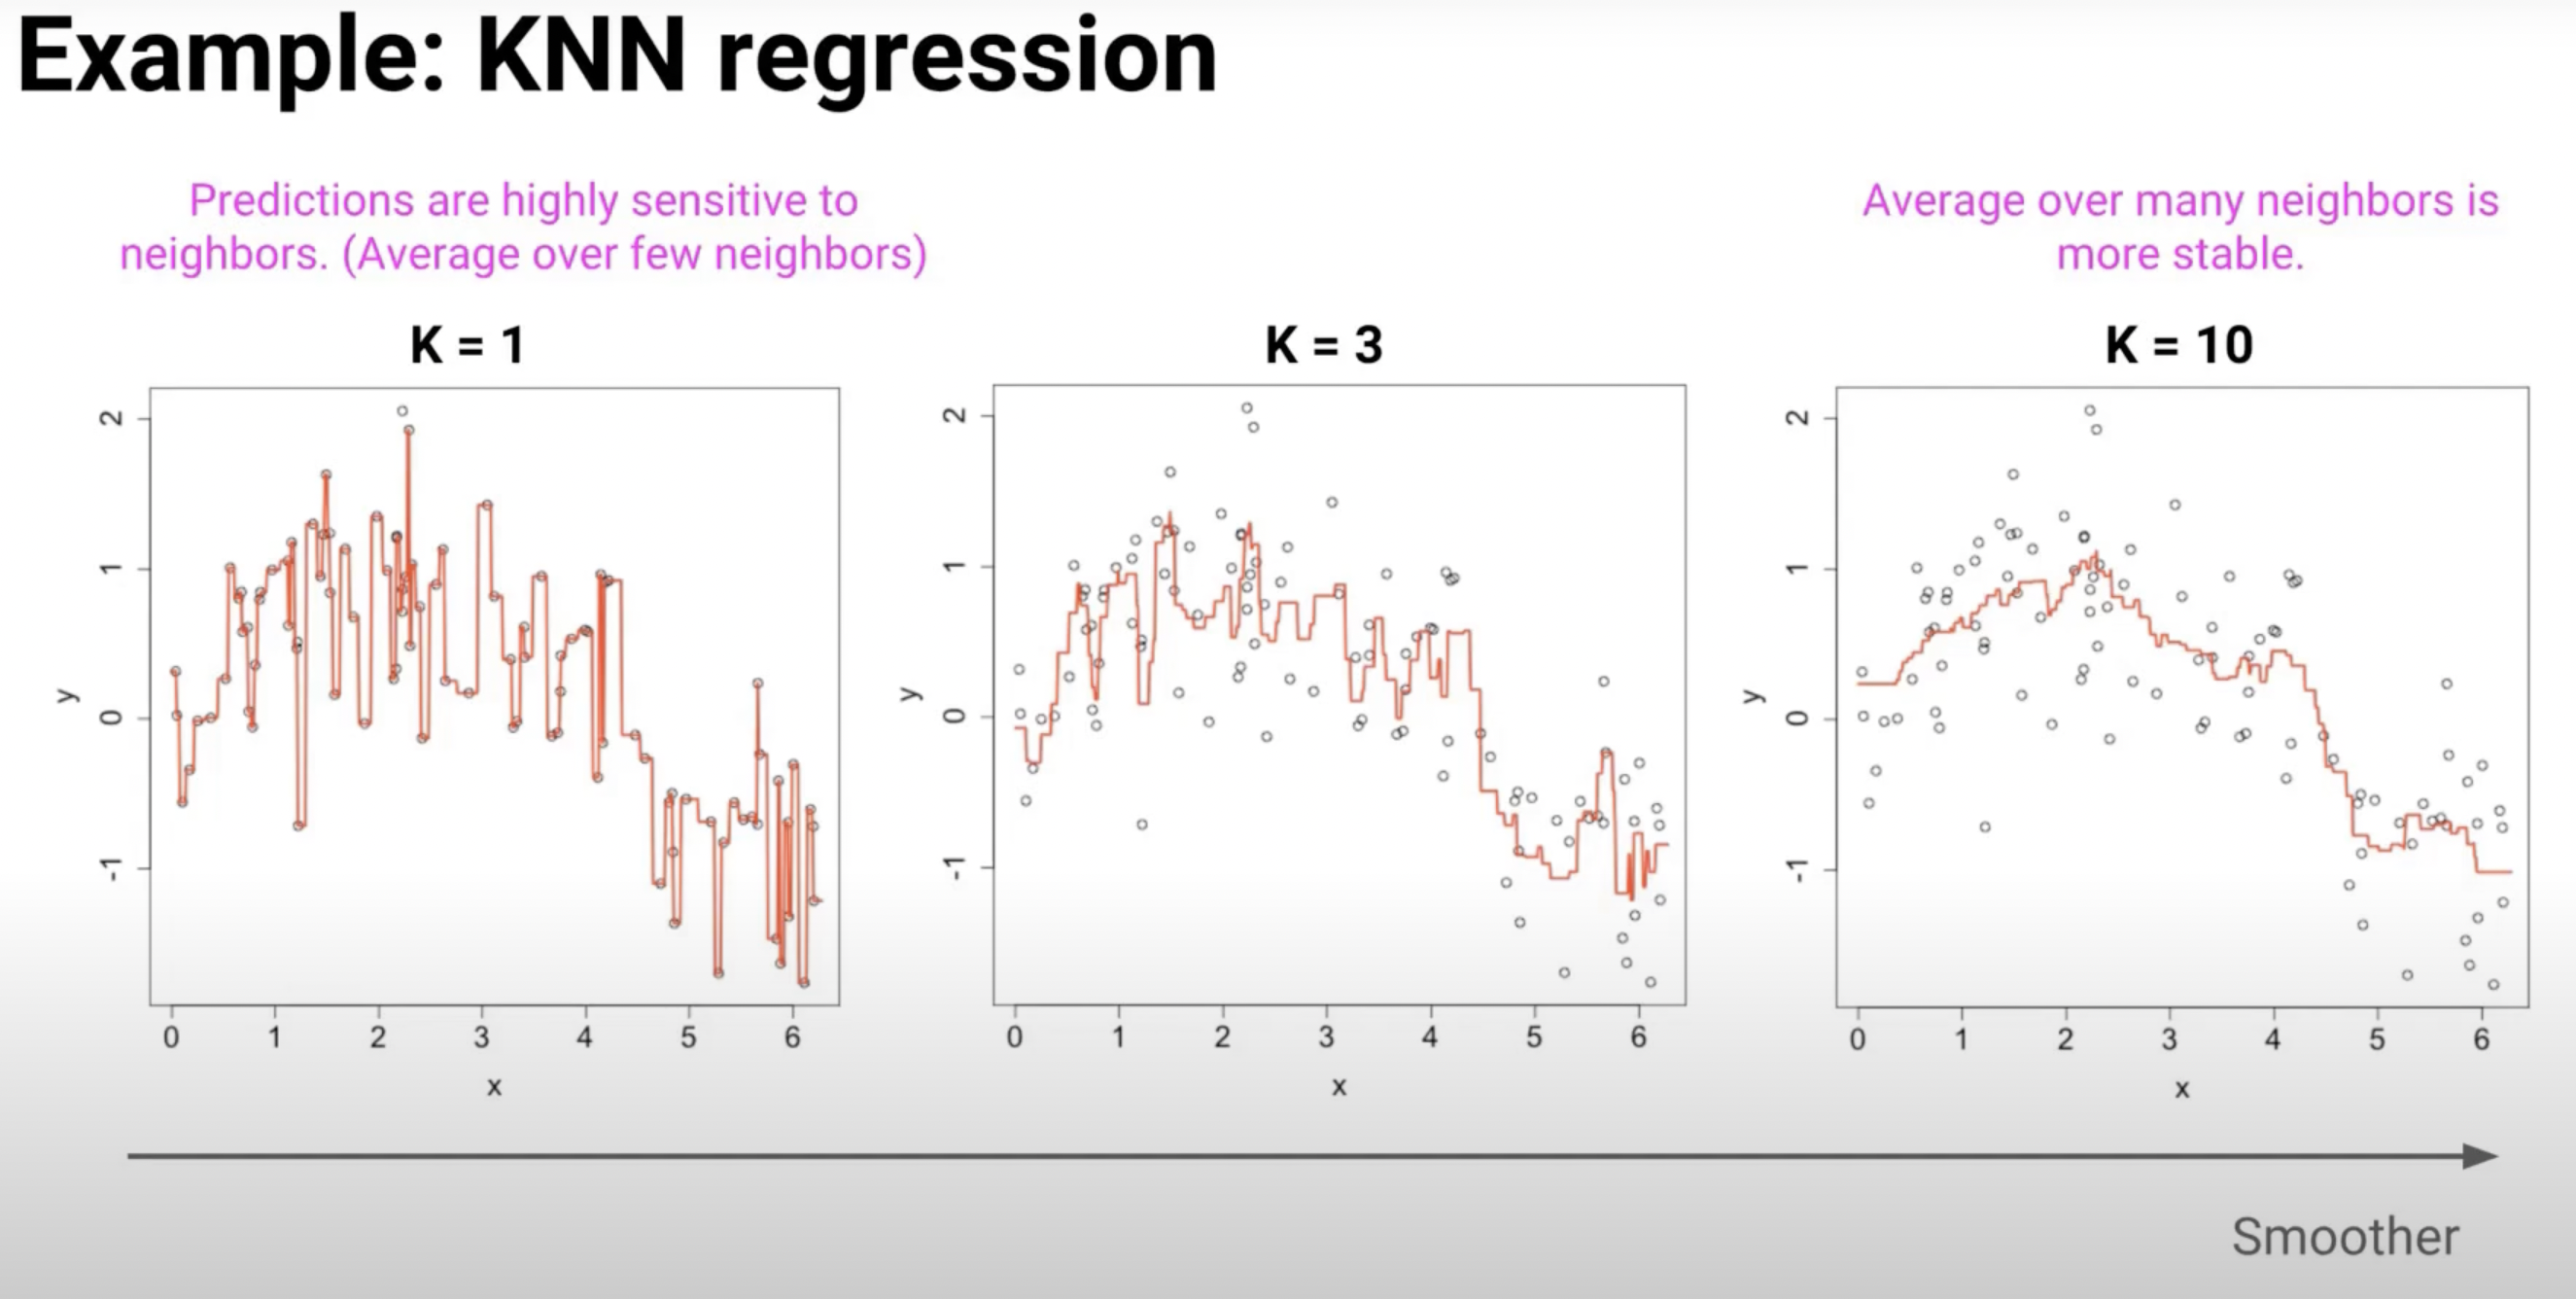 Example: KNN regression
Predictions are highly sensitive to
neighbors. (Average over few neighbors)
Average over many neighbors is
more stable.
K = 1
K = 3
K = 10
2
1
0
-1
y
0 1 2 3 4 5 6
x
2
1
0
-1
y
0 1 2 3 4 5 6
x
2
1
0
-1
y
0 1 2 3 4 5 6
x
Smoother